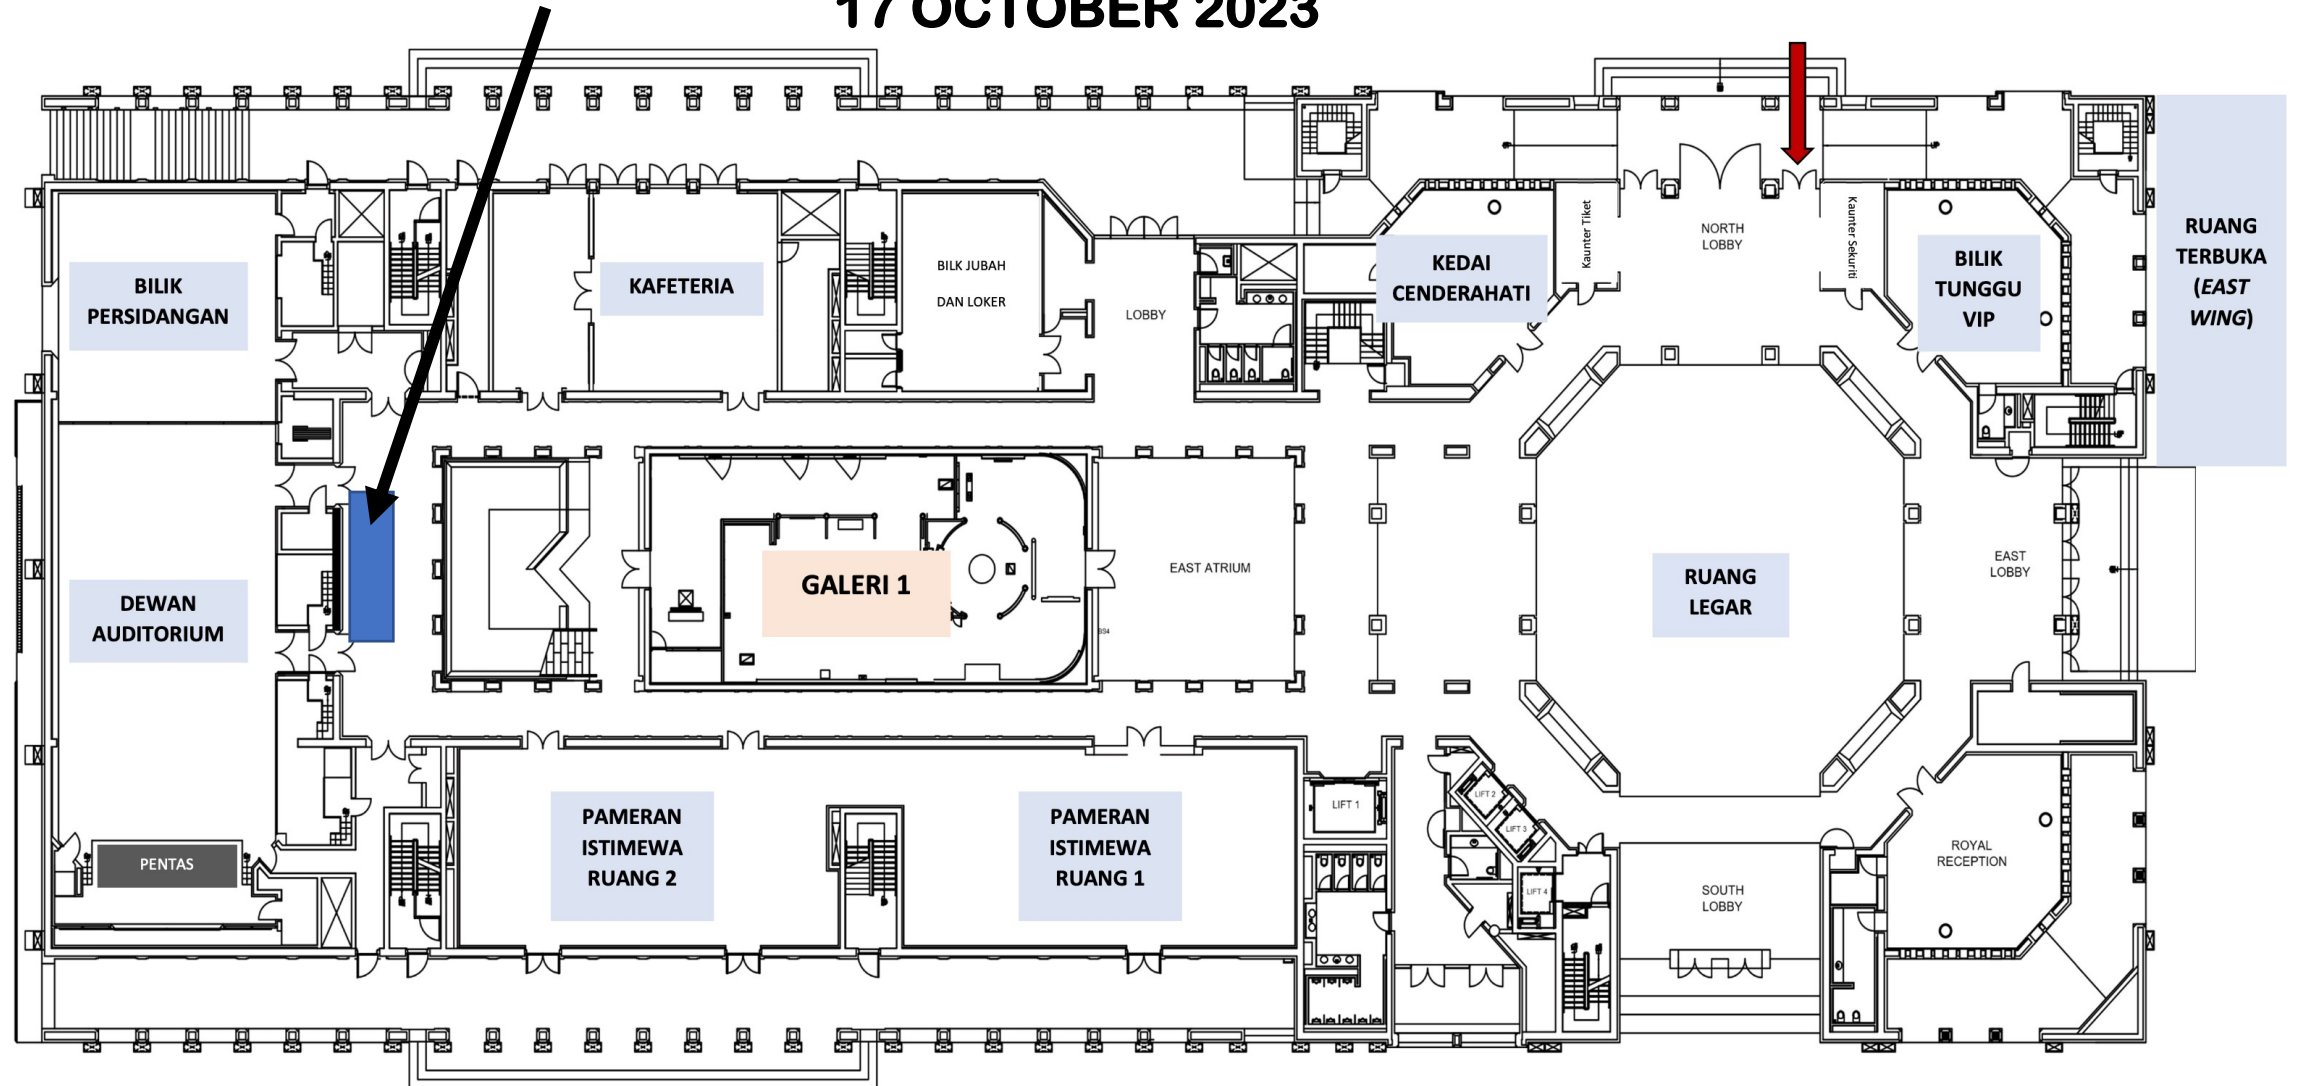 17 OCTOBER 2023
BILIK
PERSIDANGAN
KAFETERIA
BILK JUBAH
DAN LOKER
LOBBY
KEDAI
CENDERAHATI
Kaunter Tiket
NORTH
LOBBY
Kaunter Sekuriti
BILIK
TUNGGU
VIP
RUANG
TERBUKA
(EAST
WING)
DEWAN
AUDITORIUM
GALERI 1
EAST ATRIUM
RUANG
LEGAR
EAST
LOBBY
PENTAS
PAMERAN
ISTIMEWA
RUANG 2
PAMERAN
ISTIMEWA
RUANG 1
LIFT 1
LIFT 2
LIFT 3
LIFT 4
SOUTH
LOBBY
ROYAL
RECEPTION